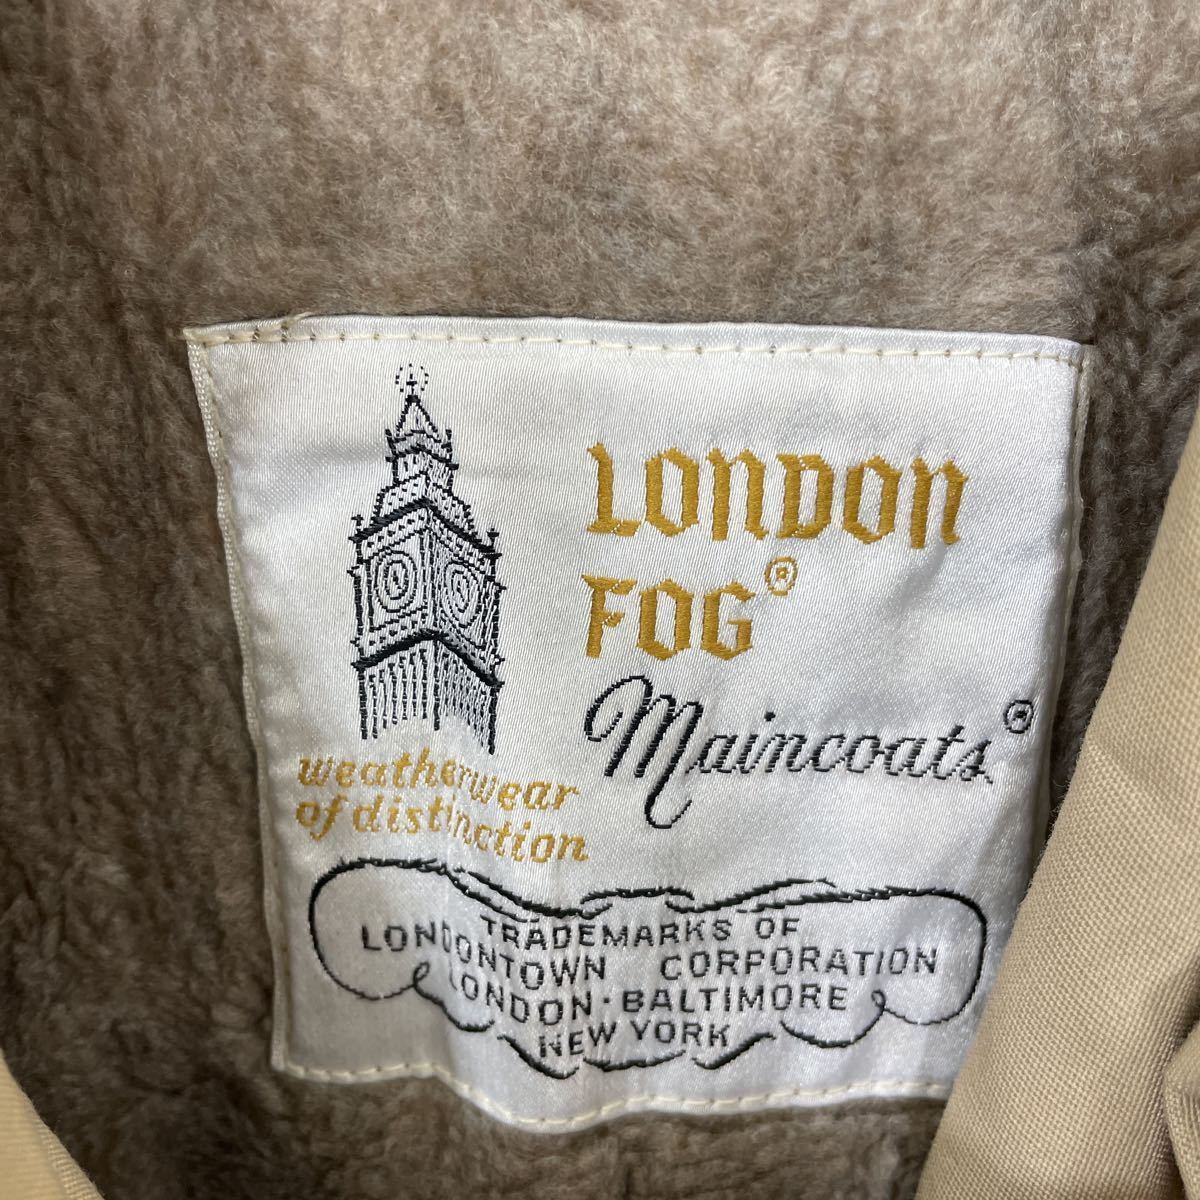 LONDON
FOG®
Maincoats®
weatherwear
of distinction
TRADEMARKS OF
LONDONTOWN CORPORATION
LONDON · BALTIMORE
NEW YORK